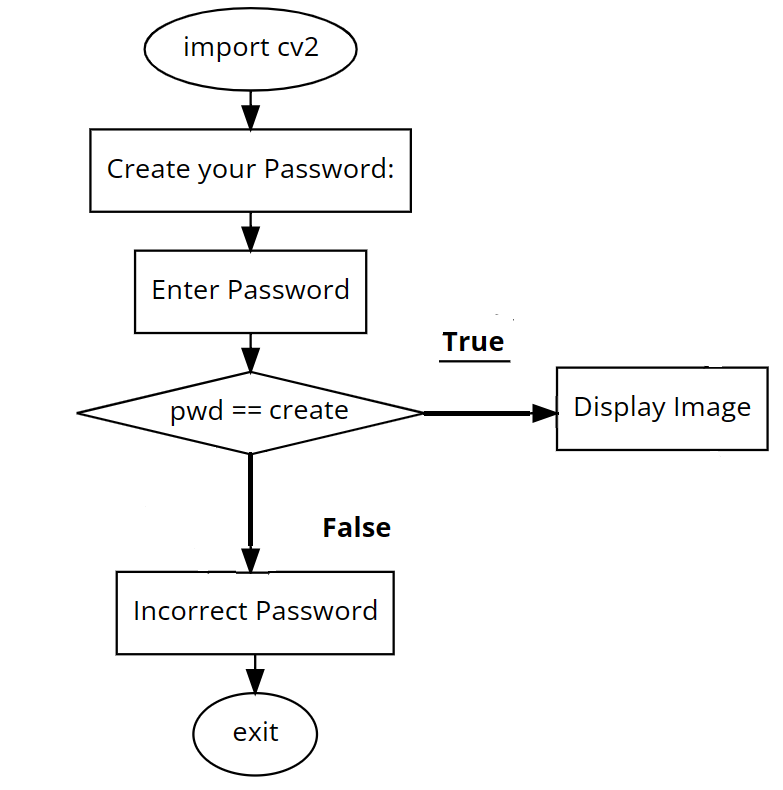 import cv2
Create your Password:
Enter Password
True
pwd == create
Display Image
False
Incorrect Password
exit